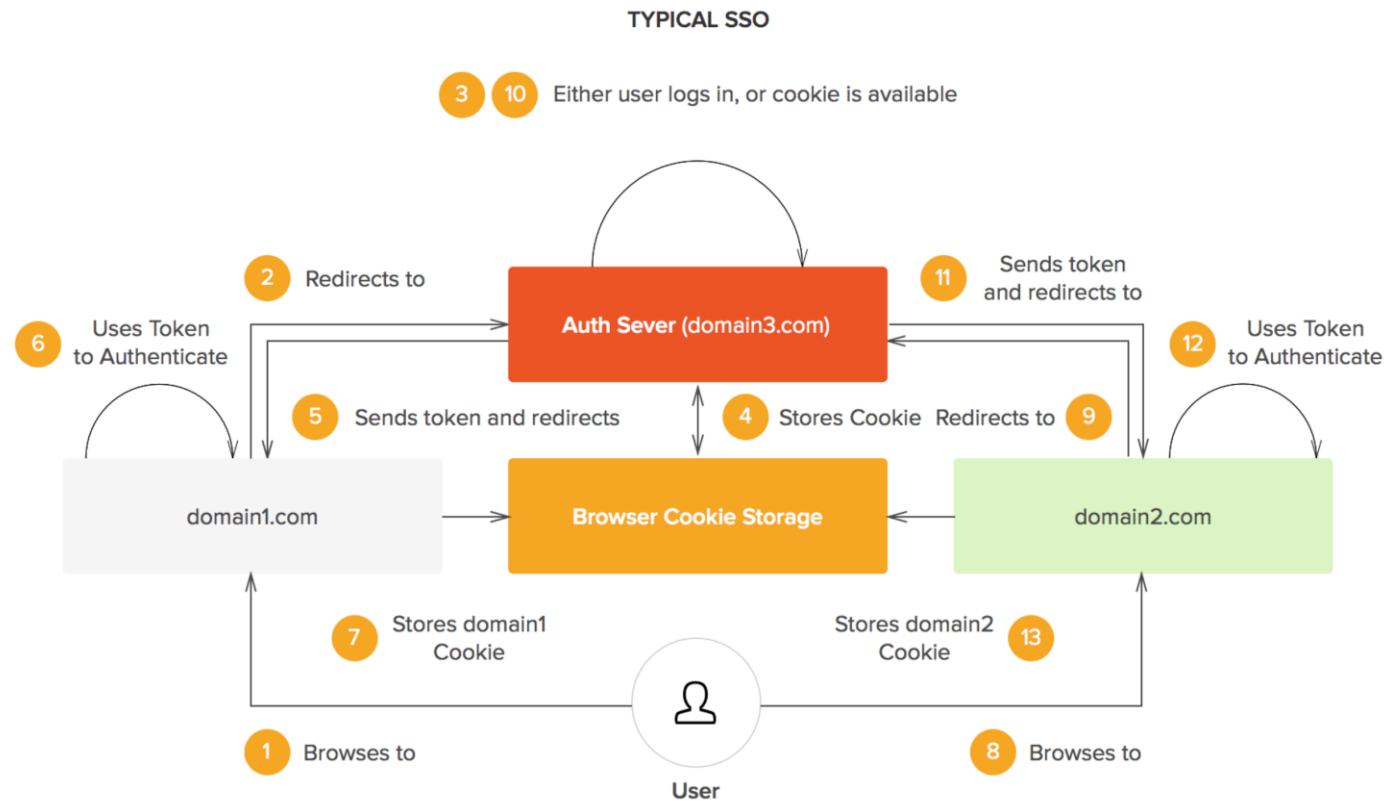 TYPICAL SSO
3 10 Either user logs in, or cookie is available
2 Redirects to
11 Sends token
and redirects to
6 Uses Token
to Authenticate
Auth Sever (domain3.com)
12 Uses Token
to Authenticate
5 Sends token and redirects
4 Stores Cookie
Redirects to 9
domain1.com
Browser Cookie Storage
domain2.com
7 Stores domain1
Cookie
Stores domain2
Cookie
13
1 Browses to
8 Browses to
User